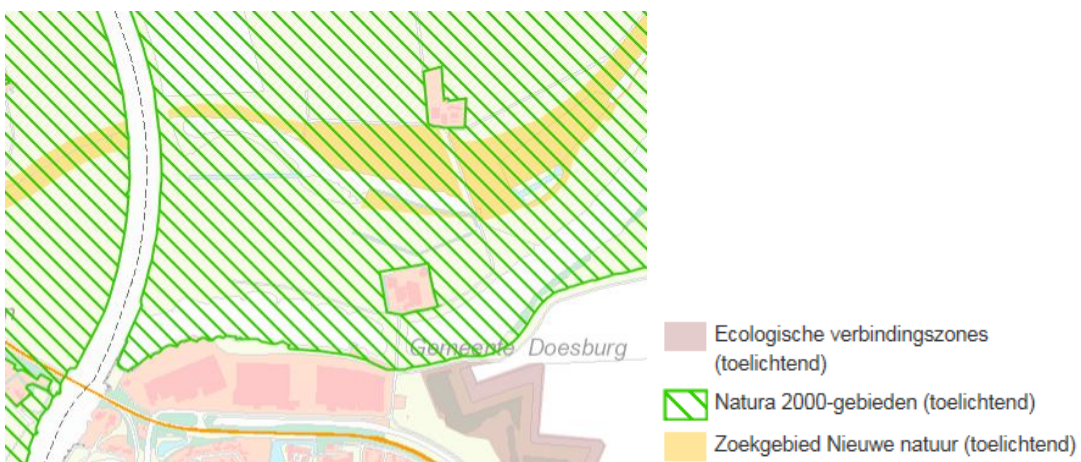 Gemeente Doesburg
Ecologische verbindingszones
(toelichtend)
Natura 2000-gebieden (toelichtend)
Zoekgebied Nieuwe natuur (toelichtend)